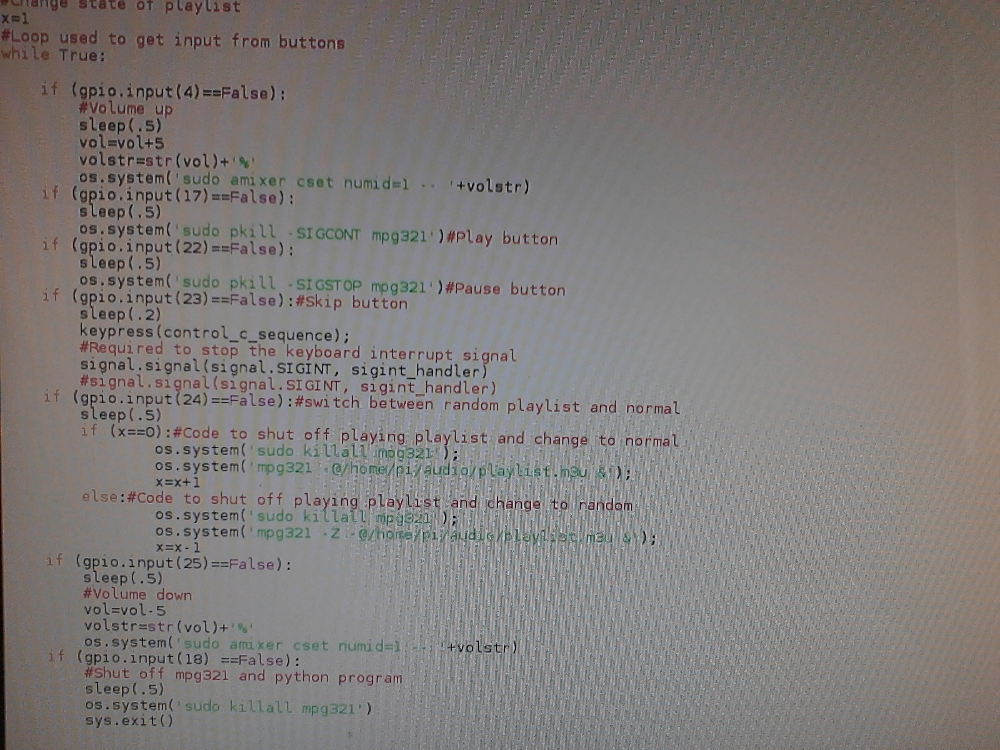 #Change state of playlist
x=1
#Loop used to get input from buttons
while True:
if (gpio.input(4)==False):
#Volume up
sleep(.5)
vol=vol+5
volstr=str(vol)+'%'
os.system('sudo amixer cset numid=1 -- '+volstr)
if (gpio.input(17)==False):
sleep(.5)
os.system('sudo pkill -SIGCONT mpg321')#Play button
if (gpio.input(22)==False):
sleep(.5)
os.system('sudo pkill -SIGSTOP mpg321')#Pause button
if (gpio.input(23)==False):#Skip button
sleep(.2)
keypress(control_c_sequence);
#Required to stop the keyboard interrupt signal
signal.signal(signal.SIGINT, sigint_handler)
#signal.signal(signal.SIGINT, sigint_handler)
if (gpio.input(24)==False):#switch between random playlist and normal
sleep(.5)
if (x==0):#Code to shut off playing playlist and change to normal
os.system('sudo killall mpg321');
os.system('mpg321 -@/home/pi/audio/playlist.m3u &');
x=x+1
else:#Code to shut off playing playlist and change to random
os.system('sudo killall mpg321');
os.system('mpg321 -Z -@/home/pi/audio/playlist.m3u &');
x=x-1
if (gpio.input(25)==False):
sleep(.5)
#Volume down
vol=vol-5
volstr=str(vol)+'%'
os.system('sudo amixer cset numid=1 -- '+volstr)
if (gpio.input(18) ==False):
#Shut off mpg321 and python program
sleep(.5)
os.system('sudo killall mpg321')
sys.exit()